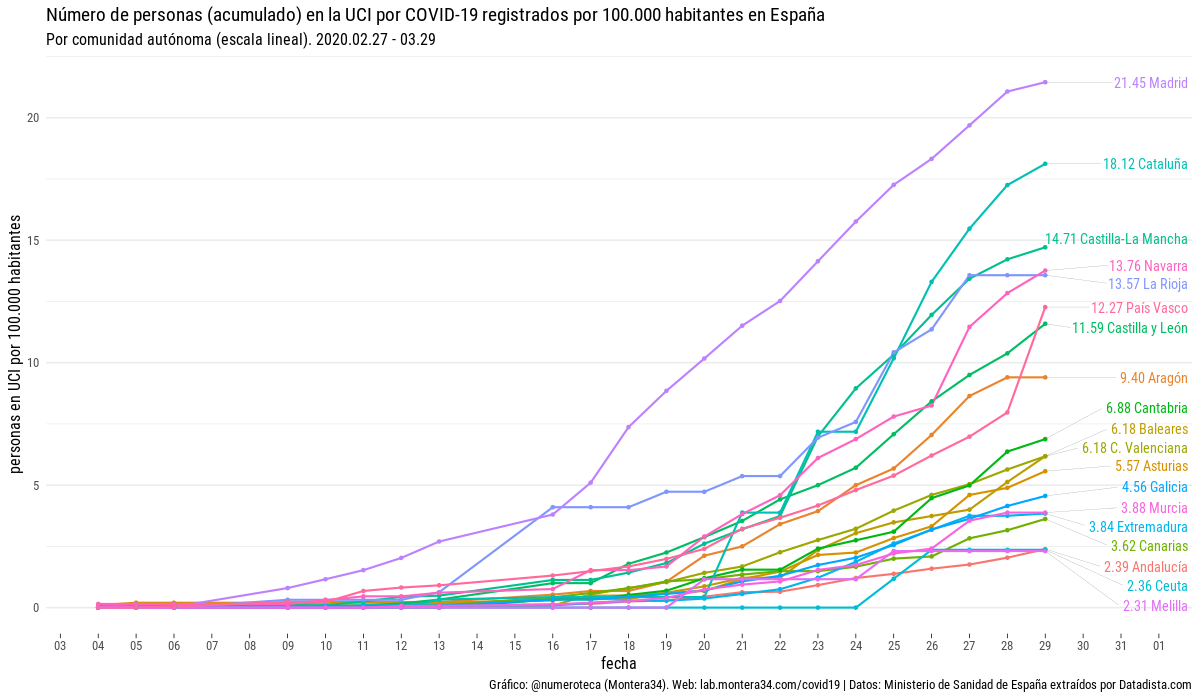 Número de personas (acumulado) en la UCI por COVID-19 registrados por 100.000 habitantes en España
Por comunidad autónoma (escala lineal). 2020.02.27 - 03.29
personas en UCI por 100.000 habitantes
20
15
10
5
0
21.45 Madrid
18.12 Cataluña
14.71 Castilla-La Mancha
13.76 Navarra
13.57 La Rioja
12.27 País Vasco
11.59 Castilla y León
9.40 Aragón
6.88 Cantabria
6.18 Baleares
6.18 C. Valenciana
5.57 Asturias
4.56 Galicia
3.88 Murcia
3.84 Extremadura
3.62 Canarias
2.39 Andalucía
2.36 Ceuta
2.31 Melilla
03 04 05 06 07 08 09 10 11 12 13 14 15 16 17 18 19 20 21 22 23 24 25 26 27 28 29 30 31 01
fecha
Gráfico: @numeroteca (Montera34). Web: lab.montera34.com/covid19 | Datos: Ministerio de Sanidad de España extraídos por Datadista.com